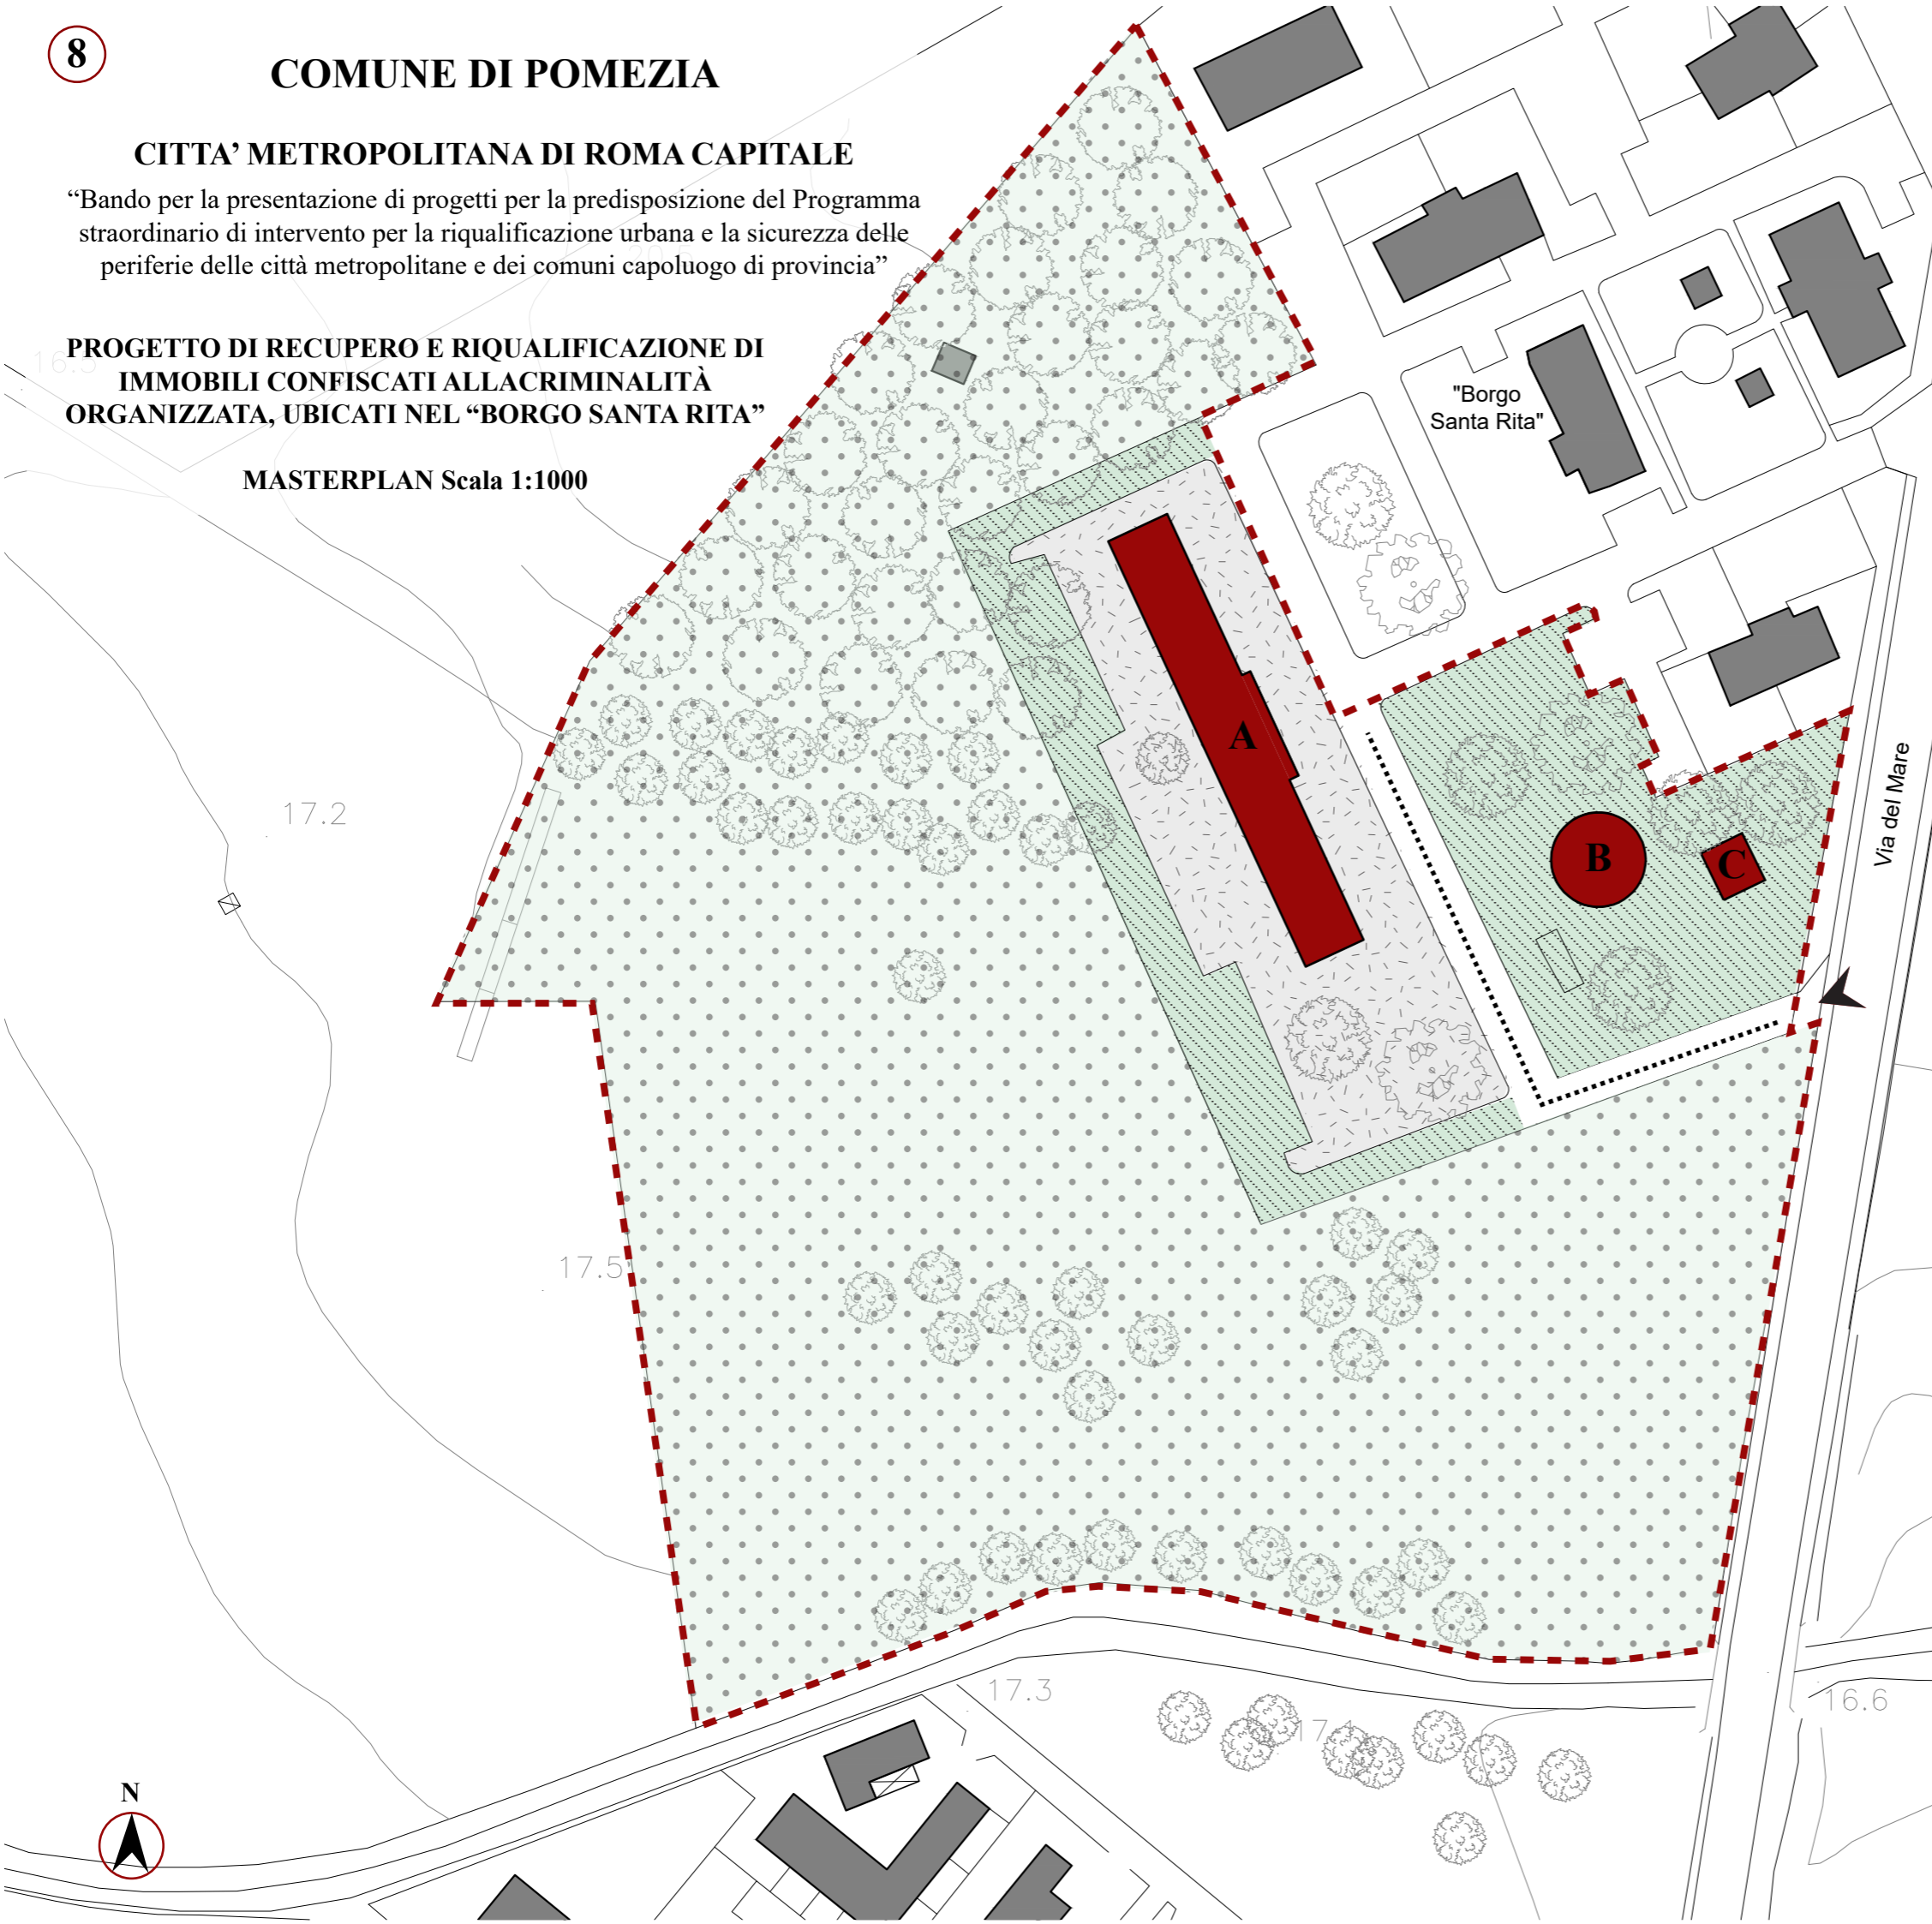 8
COMUNE DI POMEZIA
CITTA’ METROPOLITANA DI ROMA CAPITALE
“Bando per la presentazione di progetti per la predisposizione del Programma
straordinario di intervento per la riqualificazione urbana e la sicurezza delle
periferie delle città metropolitane e dei comuni capoluogo di provincia”
PROGETTO DI RECUPERO E RIQUALIFICAZIONE DI
IMMOBILI CONFISCATI ALLACRIMINALITÀ
ORGANIZZATA, UBICATI NEL “BORGO SANTA RITA”
MASTERPLAN Scala 1:1000
"Borgo
Santa Rita"
A
B
C
Via del Mare
17.2
17.5
17.3
16.6
N